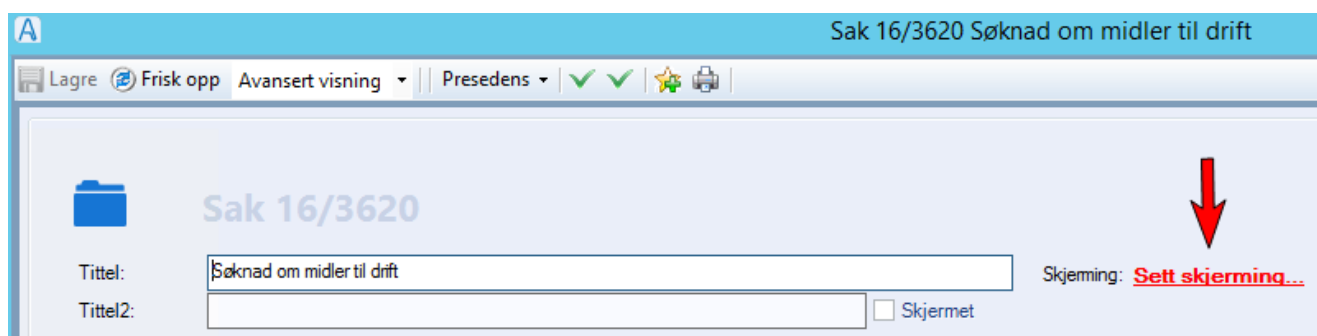 Sak 16/3620 Søknad om midler til drift
Lagre Frisk opp Avansert visning Presedens
Sak 16/3620
Tittel: Søknad om midler til drift Skjerming: Sett skjerming...
Tittel2: Skjermet